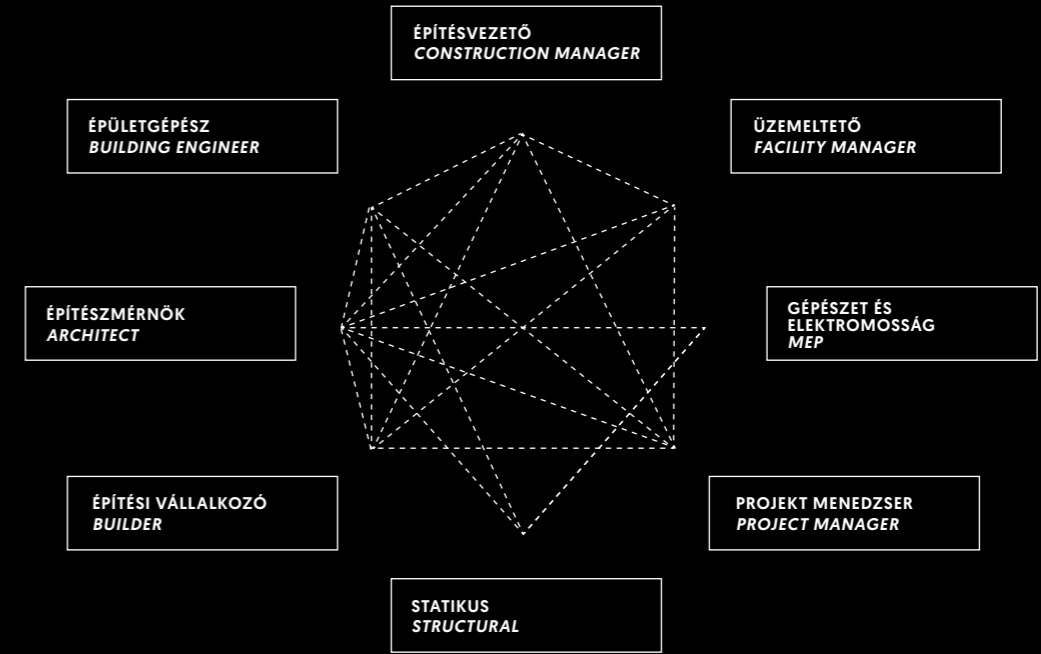 ÉPÍTÉSVEZETŐ
CONSTRUCTION MANAGER
ÉPÜLETGÉPÉSZ
BUILDING ENGINEER
ÜZEMELTETŐ
FACILITY MANAGER
ÉPÍTÉSZMÉRNÖK
ARCHITECT
GÉPÉSZET ÉS
ELEKTROMOSSÁG
MEP
ÉPÍTÉSI VÁLLALKOZÓ
BUILDER
PROJEKT MENEDZSER
PROJECT MANAGER
STATIKUS
STRUCTURAL